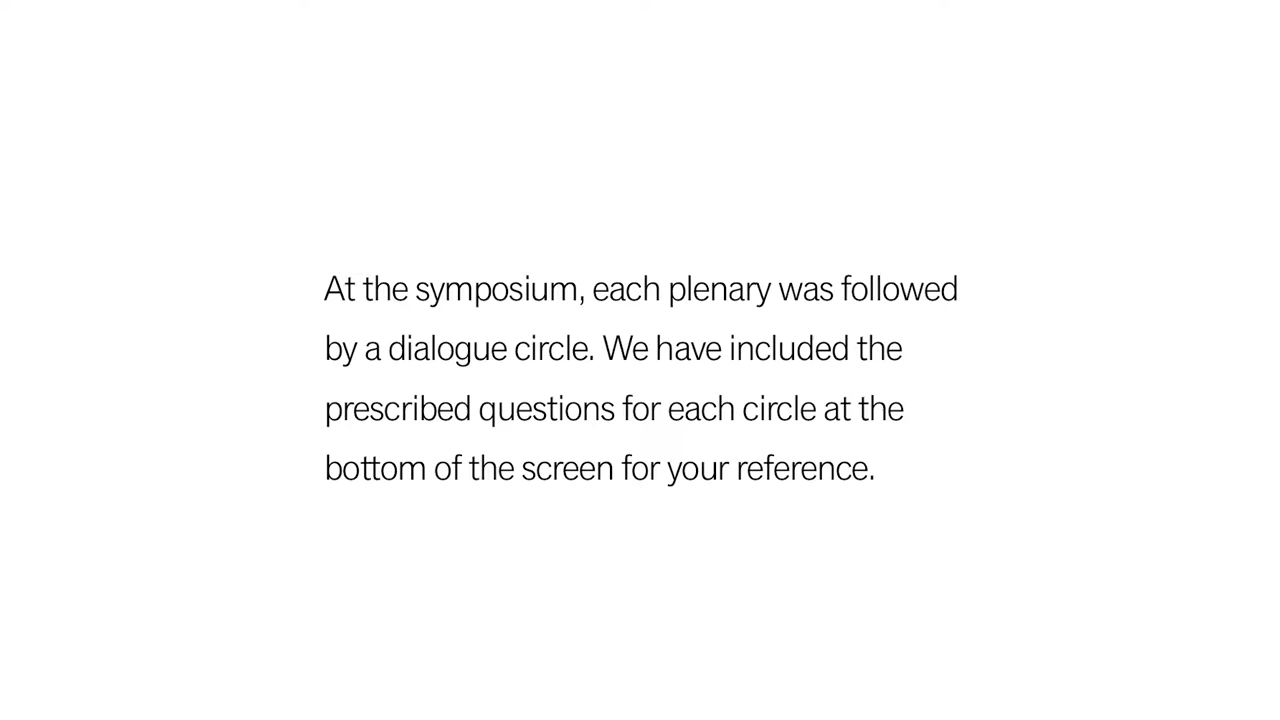 At the symposium, each plenary was followed
by a dialogue circle. We have included the
prescribed questions for each circle at the
bottom of the screen for your reference.